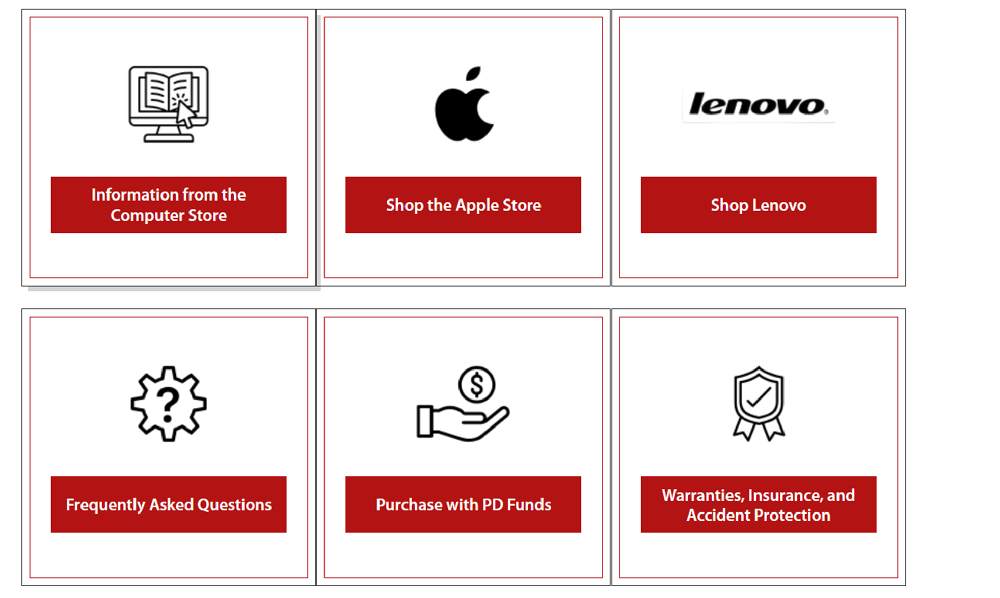 lenovo
Information from the
Computer Store
Shop the Apple Store
Shop Lenovo
?
$
Frequently Asked Questions
Purchase with PD Funds
Warranties, Insurance, and
Accident Protection